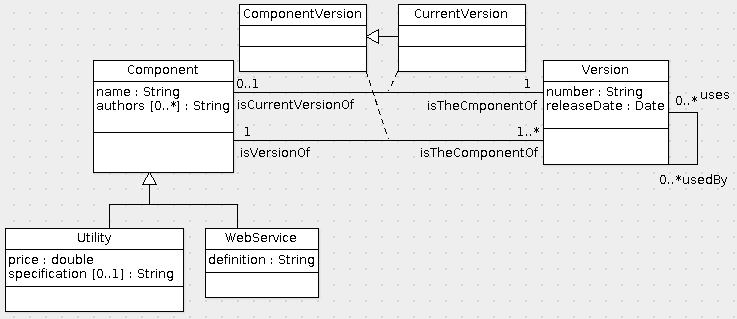 ComponentVersion
CurrentVersion
Component
name : String
authors [0..*] : String
0..1
1
isCurrentVersionOf
isTheCmponentOf
Version
number : String
releaseDate : Date
0..*
uses
1
1..*
isVersionOf
isTheComponentOf
0..*usedBy
Utility
price : double
specification [0..1] : String
WebService
definition : String